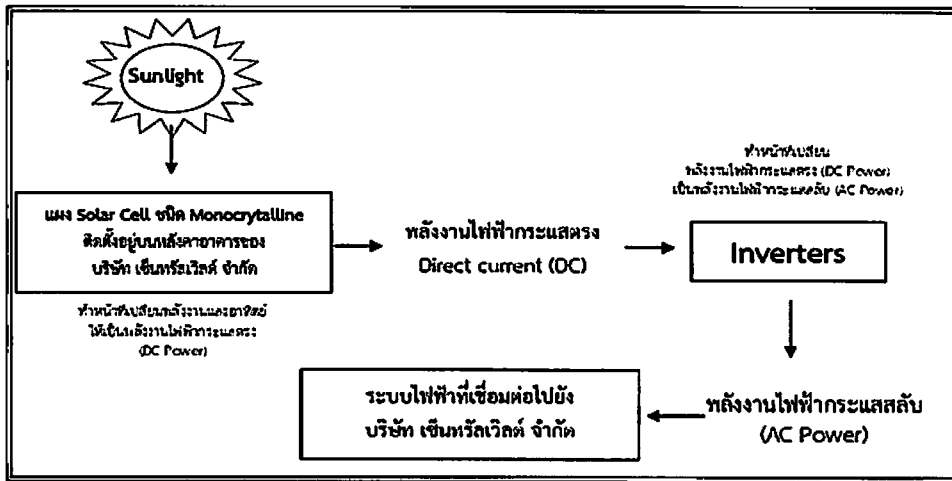 Sunlight
แผง Solar Cell ชนิด Monocrytalline
ติดตั้งอยู่บนหลังคาอาคารของ
บริษัท เซ็นทรัลเวิลด์ จำกัด
ทำหน้าที่เปลี่ยนพลังงานแสงอาทิตย์
ให้เป็นพลังงานไฟฟ้ากระแสตรง
(DC Power)
พลังงานไฟฟ้ากระแสตรง
Direct current (DC)
ทำหน้าที่เปลี่ยน
พลังงานไฟฟ้ากระแสตรง (DC Power)
เป็นพลังงานไฟฟ้ากระแสสลับ (AC Power)
Inverters
พลังงานไฟฟ้ากระแสสลับ
(AC Power)
ระบบไฟฟ้าที่เชื่อมต่อไปยัง
บริษัท เซ็นทรัลเวิลด์ จำกัด